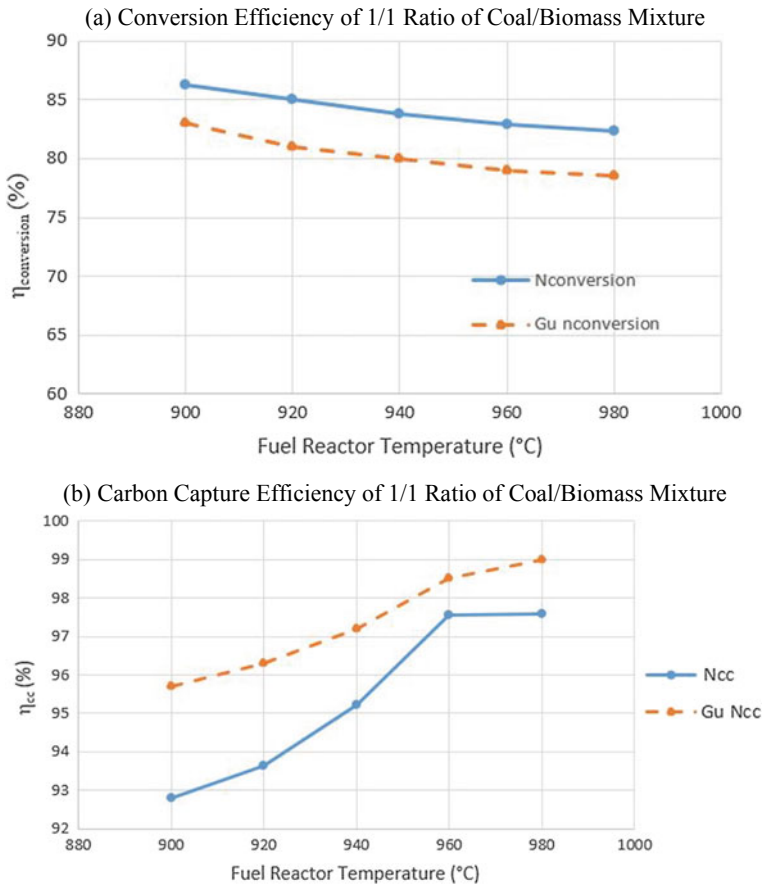 (a) Conversion Efficiency of 1/1 Ratio of Coal/Biomass Mixture
90
85
80
75
70
65
60
ηconversion (%)
Nconversion
Gu nconversion
880 900 920 940 960 980 1000
Fuel Reactor Temperature (°C)
(b) Carbon Capture Efficiency of 1/1 Ratio of Coal/Biomass Mixture
100
99
98
97
96
95
94
93
92
ηcc (%)
Ncc
Gu Ncc
880 900 920 940 960 980 1000
Fuel Reactor Temperature (°C)